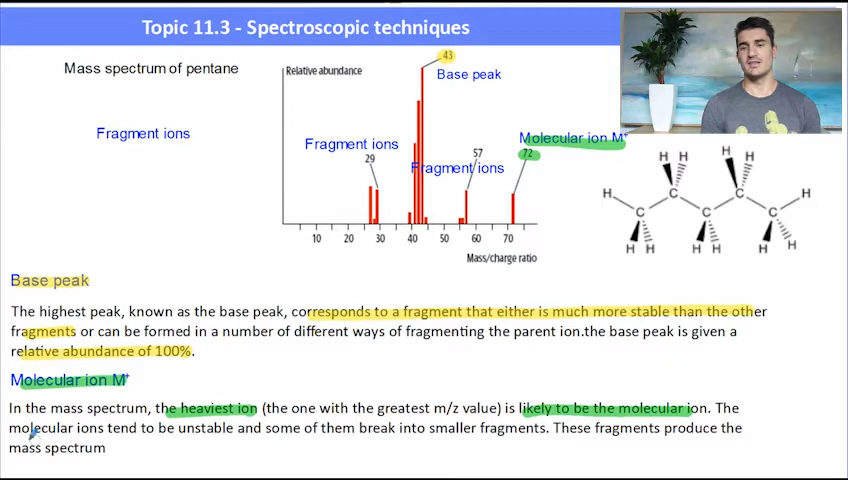 Topic 11.3 - Spectroscopic techniques
Mass spectrum of pentane
Relative abundance
43
Base peak
Fragment ions
Fragment ions
Molecular ion M+
29
Fragment ions
57
72
10 20 30 40 50 60 70
Mass/charge ratio
H H H H
H H
C C
C C C
H H H H H H
Base peak
The highest peak, known as the base peak, corresponds to a fragment that either is much more stable than the other
fragments or can be formed in a number of different ways of fragmenting the parent ion.the base peak is given a
relative abundance of 100%.
Molecular ion M+
In the mass spectrum, the heaviest ion (the one with the greatest m/z value) is likely to be the molecular ion. The
molecular ions tend to be unstable and some of them break into smaller fragments. These fragments produce the
mass spectrum